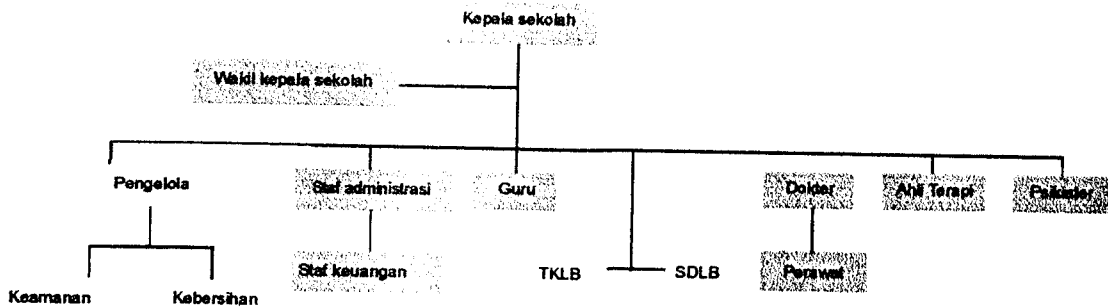 Kepala sekolah
Wakil kepala sekolah
Pengelola
Staf administrasi
Guru
Dokter
Ahli Terapi
Psikiater
Staf keuangan
TKLB
SDLB
Perawat
Keamanan
Kebersihan